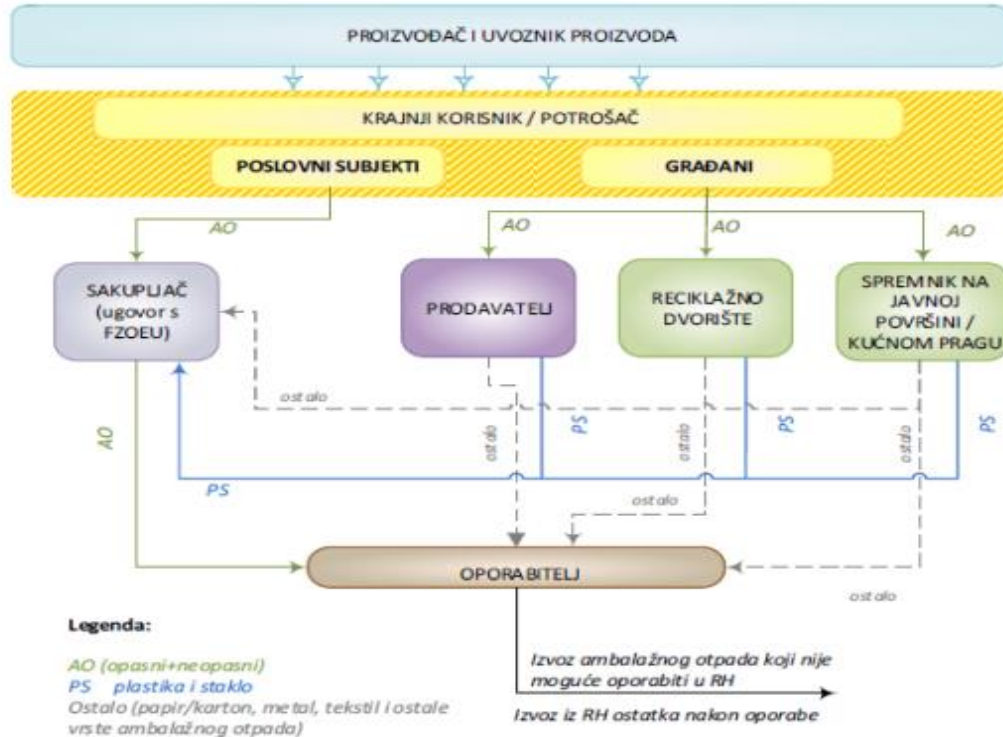 PROIZVOĐAČ I UVOZNIK PROIZVODA
KRAJNJI KORISNIK / POTROŠAČ
POSLOVNI SUBJEKTI
GRAĐANI
AO
AO
AO
AO
SAKUPLJAČ
(ugovor s
FZOEU)
PRODAVATELJ
RECIKLAŽNO
DVORIŠTE
SPREMNIK NA
JAVNOJ
POVRŠINI /
KUĆNOM PRAGU
ostalo
AO
ostalo
PS
ostalo
PS
ostalo
PS
PS
ostalo
OPORABITELJ
ostalo
Legenda:
AO (opasni+neopasni)
PS plastika i staklo
Ostalo (papir/karton, metal, tekstil i ostale
vrste ambalažnog otpada)
Izvoz ambalažnog otpada koji nije
moguće oporabiti u RH
Izvoz iz RH ostatka nakon oporabe